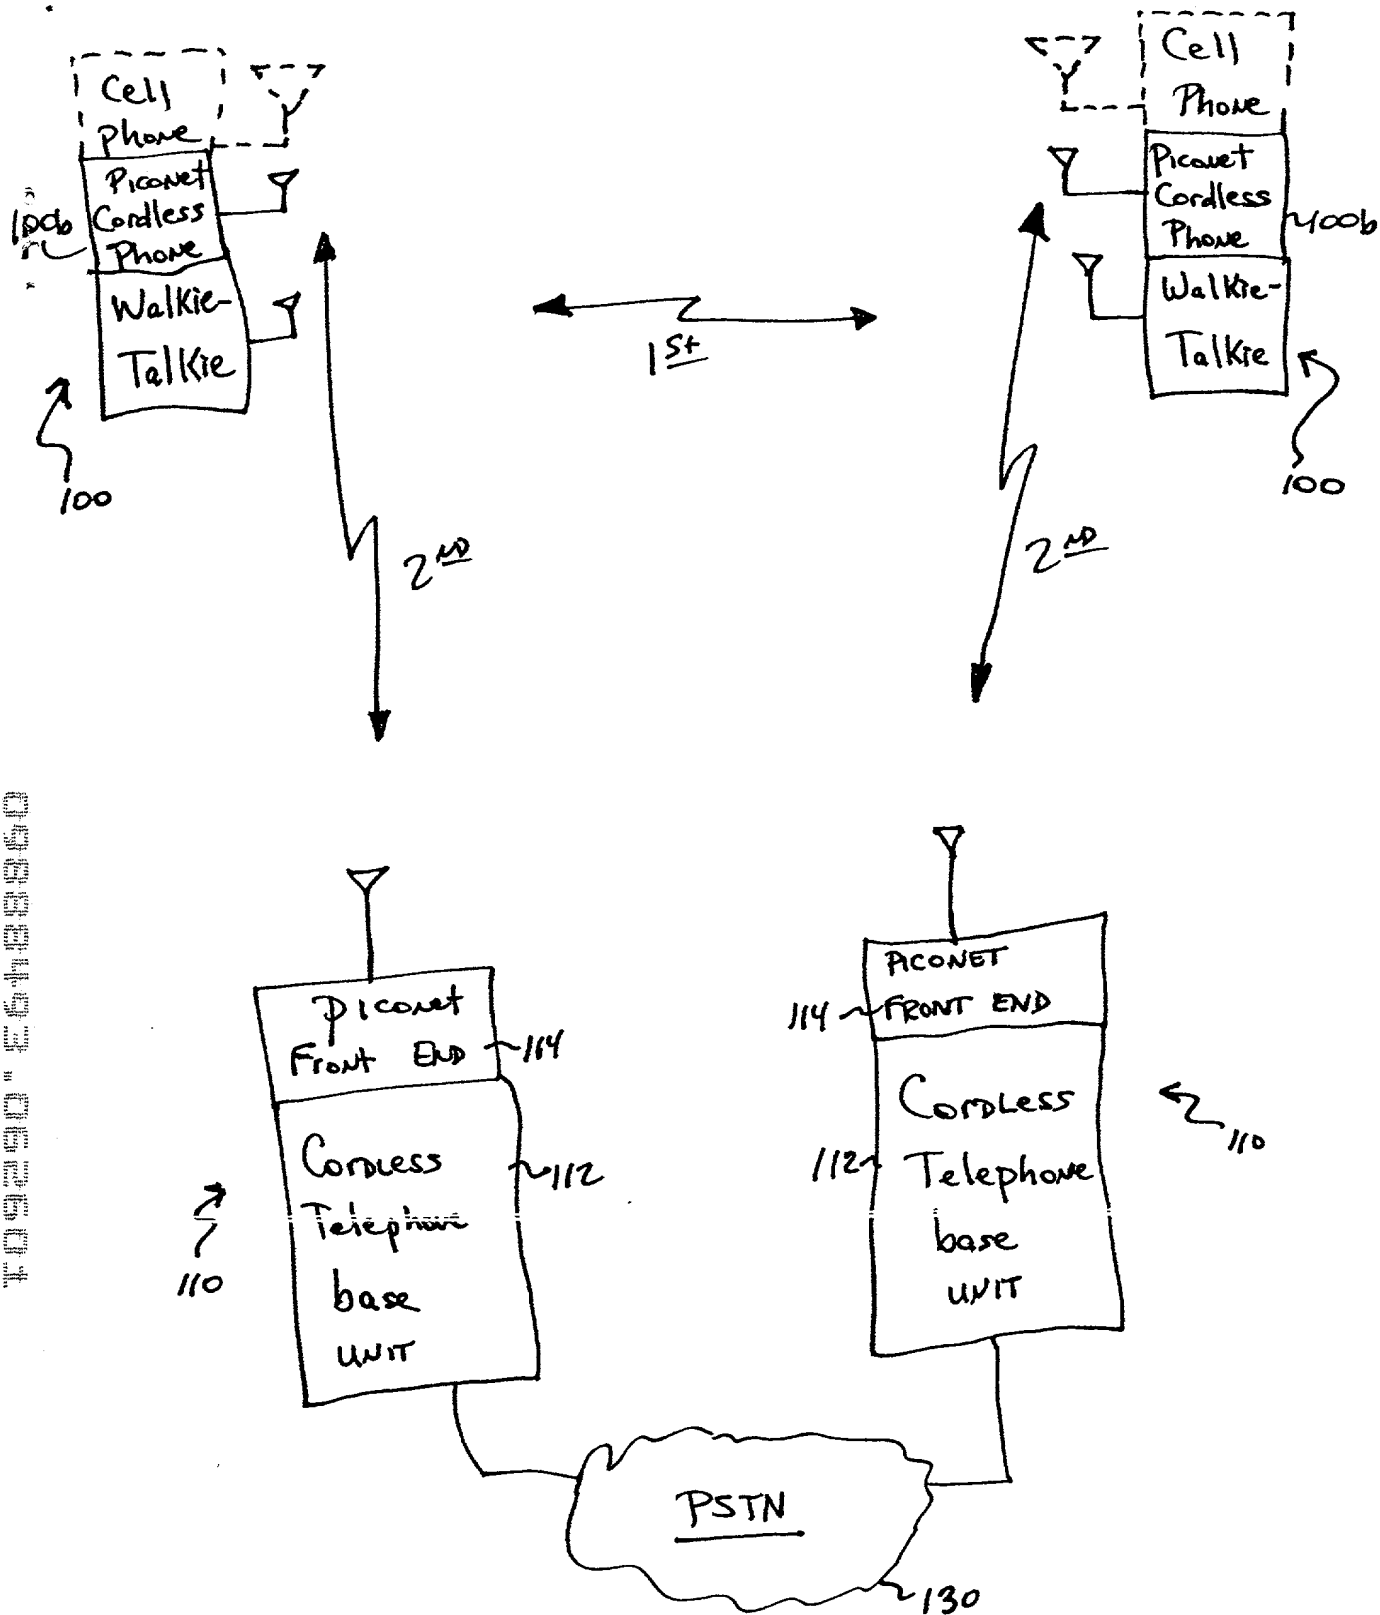 Cell
Phone
Piconet
Cordless
Phone
Walkie-
Talkie
100b
100
Cell
Phone
Piconet
Cordless
Phone
Walkie-
Talkie
100b
100
1st
2ND
2ND
Piconet
Front END
114
Cordless
Telephone
base
UNIT
112
110
PICONET
FRONT END
114
Cordless
Telephone
base
UNIT
112
110
PSTN
130
09888493.062601